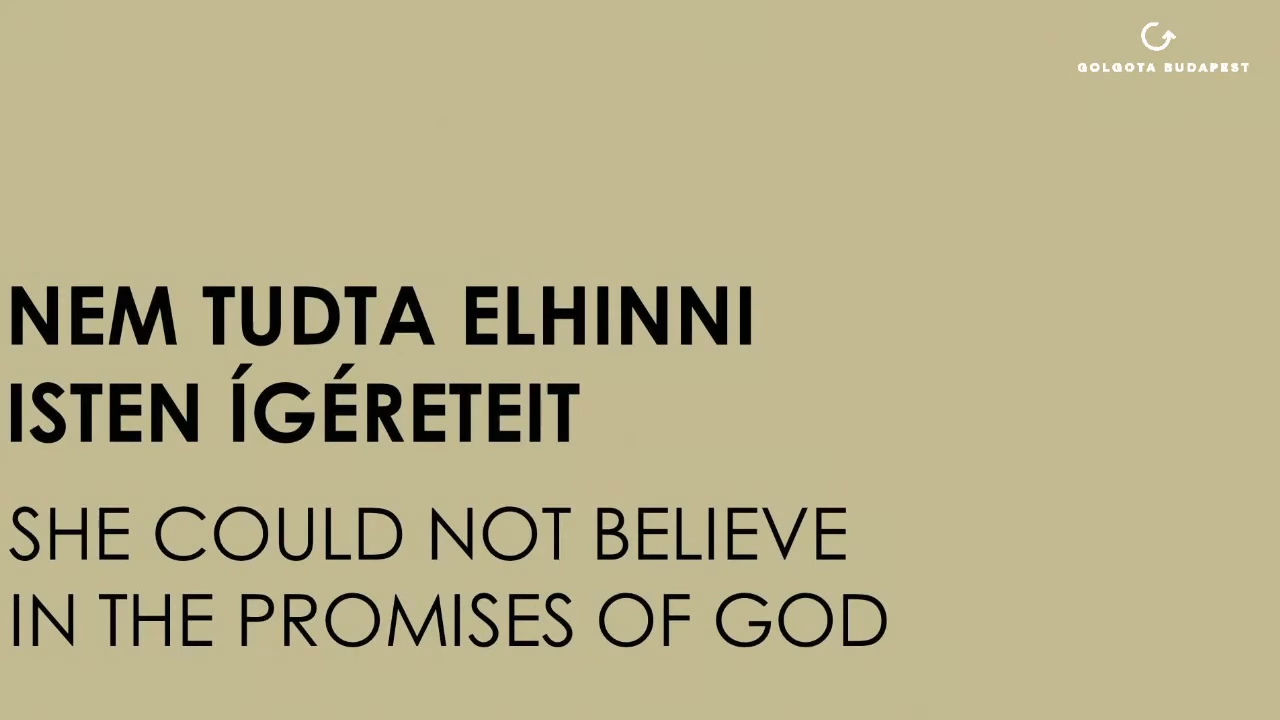 GOLGOTA BUDAPEST
NEM TUDTA ELHINNI
ISTEN ÍGÉRETEIT
SHE COULD NOT BELIEVE
IN THE PROMISES OF GOD